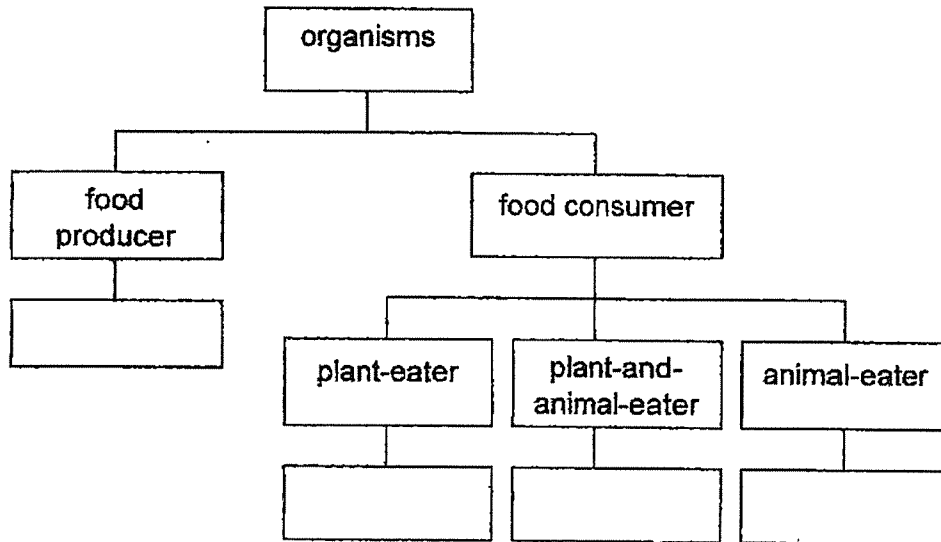 organisms
food
producer
food consumer
plant-eater
plant-and-
animal-eater
animal-eater